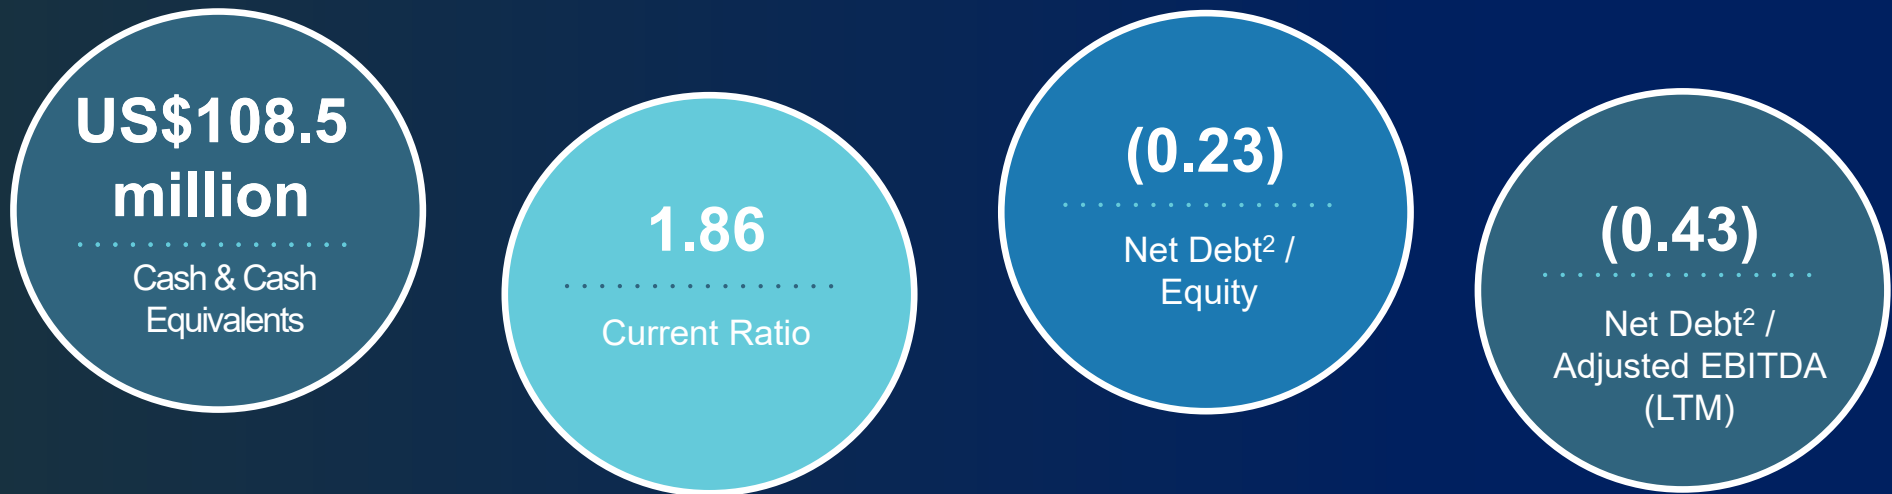 US$108.5
million
Cash & Cash
Equivalents
1.86
Current Ratio
(0.23)
Net Debt² /
Equity
(0.43)
Net Debt² /
Adjusted EBITDA
(LTM)